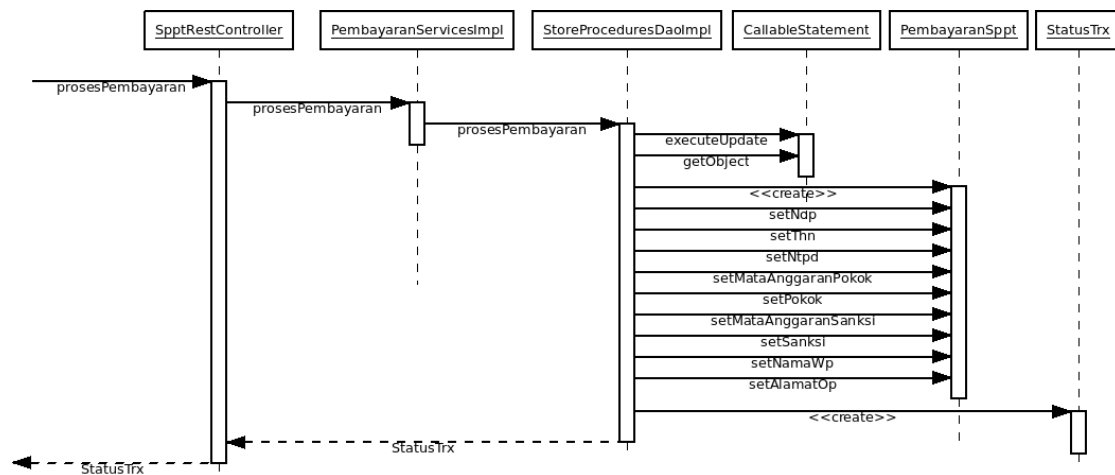 SpptRestController
PembayaranServicesImpl
StoreProceduresDaoImpl
CallableStatement
PembayaranSppt
StatusTrx
prosesPembayaran
prosesPembayaran
prosesPembayaran
executeUpdate
getObject
<<create>>
setNdp
setThn
setNtpd
setMataAnggaranPokok
setPokok
setMataAnggaranSanksi
setSanksi
setNamaWp
setAlamatOp
<<create>>
StatusTrx
StatusTrx